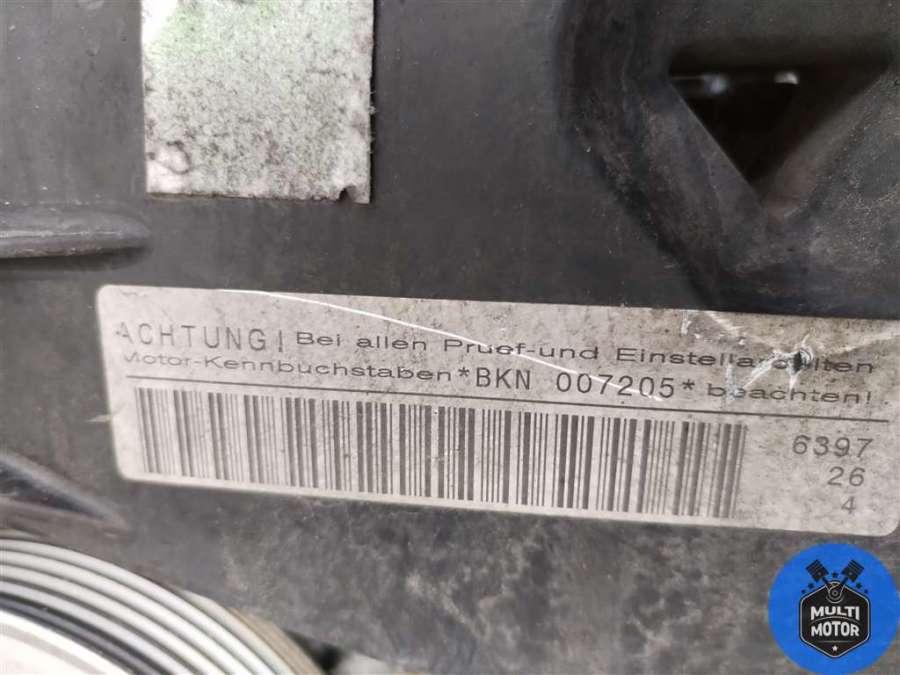 ACHTUNG! Bei allen Pruef-und Einstellarbeiten
Motor-Kennbuchstaben *BKN 007205* beachten!
6397
26
4
MULTI
MOTOR